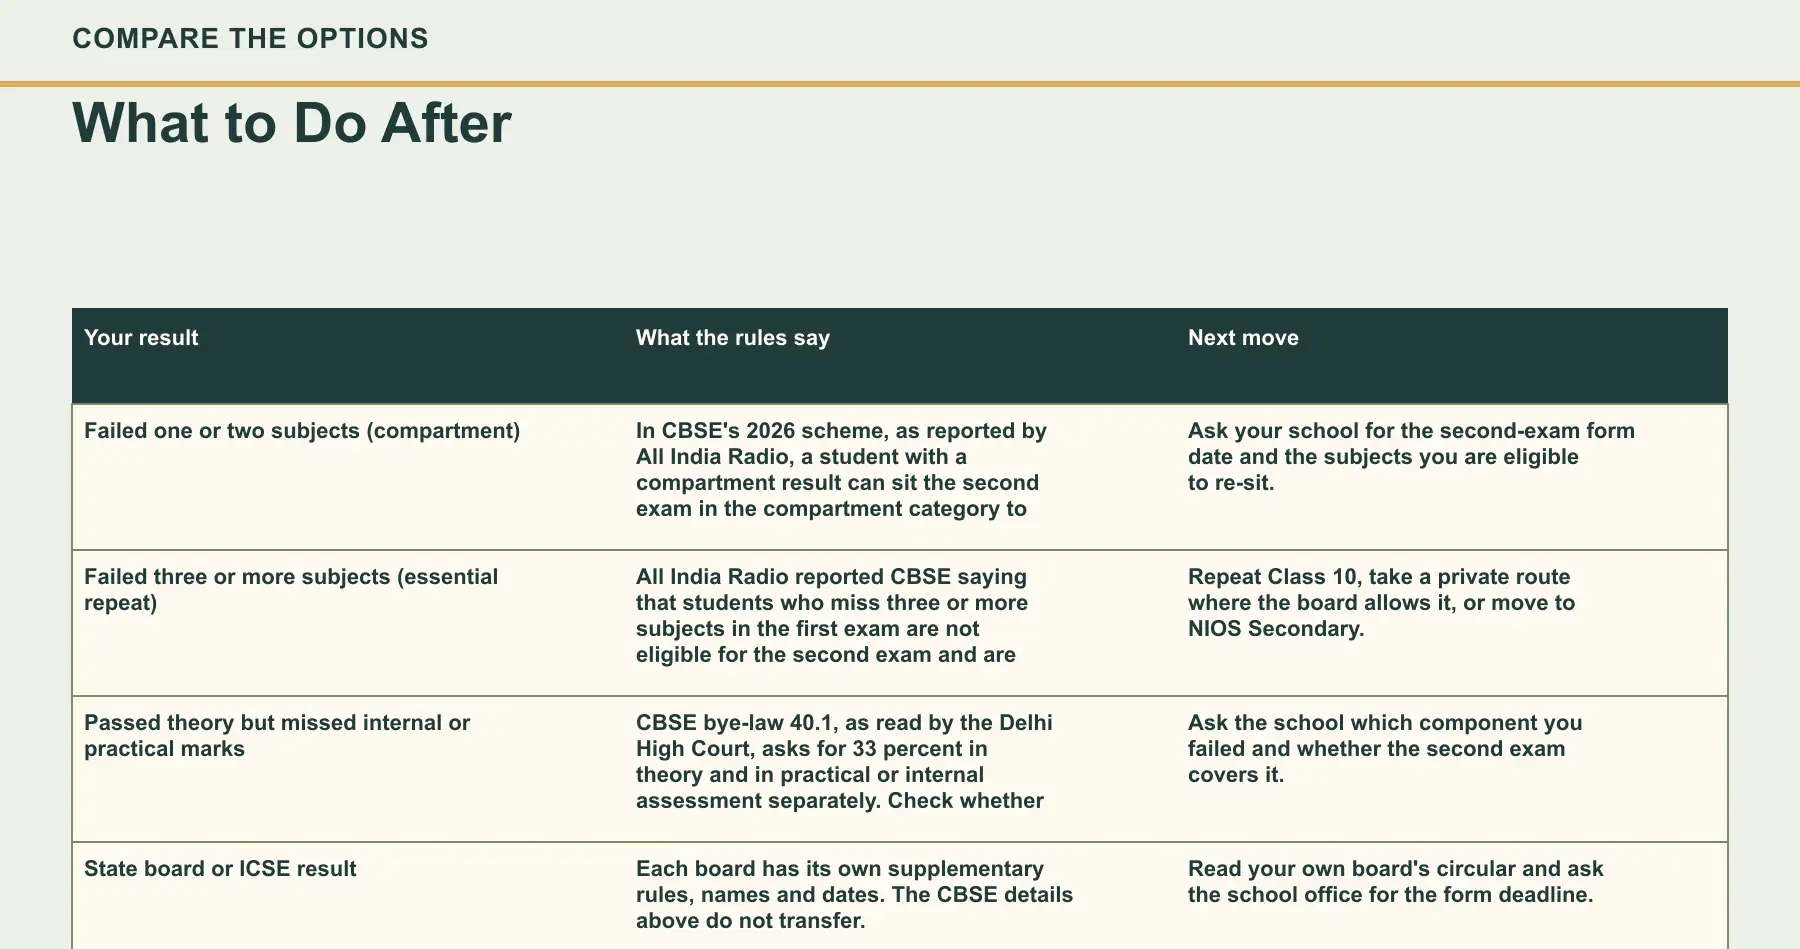 COMPARE THE OPTIONS
What to Do After
Your result
What the rules say
Next move
Failed one or two subjects (compartment)
In CBSE's 2026 scheme, as reported by
All India Radio, a student with a
compartment result can sit the second
exam in the compartment category to
Ask your school for the second-exam form
date and the subjects you are eligible
to re-sit.
Failed three or more subjects (essential
repeat)
All India Radio reported CBSE saying
that students who miss three or more
subjects in the first exam are not
eligible for the second exam and are
Repeat Class 10, take a private route
where the board allows it, or move to
NIOS Secondary.
Passed theory but missed internal or
practical marks
CBSE bye-law 40.1, as read by the Delhi
High Court, asks for 33 percent in
theory and in practical or internal
assessment separately. Check whether
Ask the school which component you
failed and whether the second exam
covers it.
State board or ICSE result
Each board has its own supplementary
rules, names and dates. The CBSE details
above do not transfer.
Read your own board's circular and ask
the school office for the form deadline.